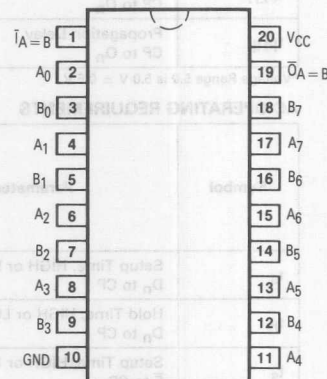 Ī A = B 1 20 VCC
A0 2 19 Ō A = B
B0 3 18 B7
A1 4 17 A7
B1 5 16 B6
A2 6 15 A6
B2 7 14 B5
A3 8 13 A5
B3 9 12 B4
GND 10 11 A4